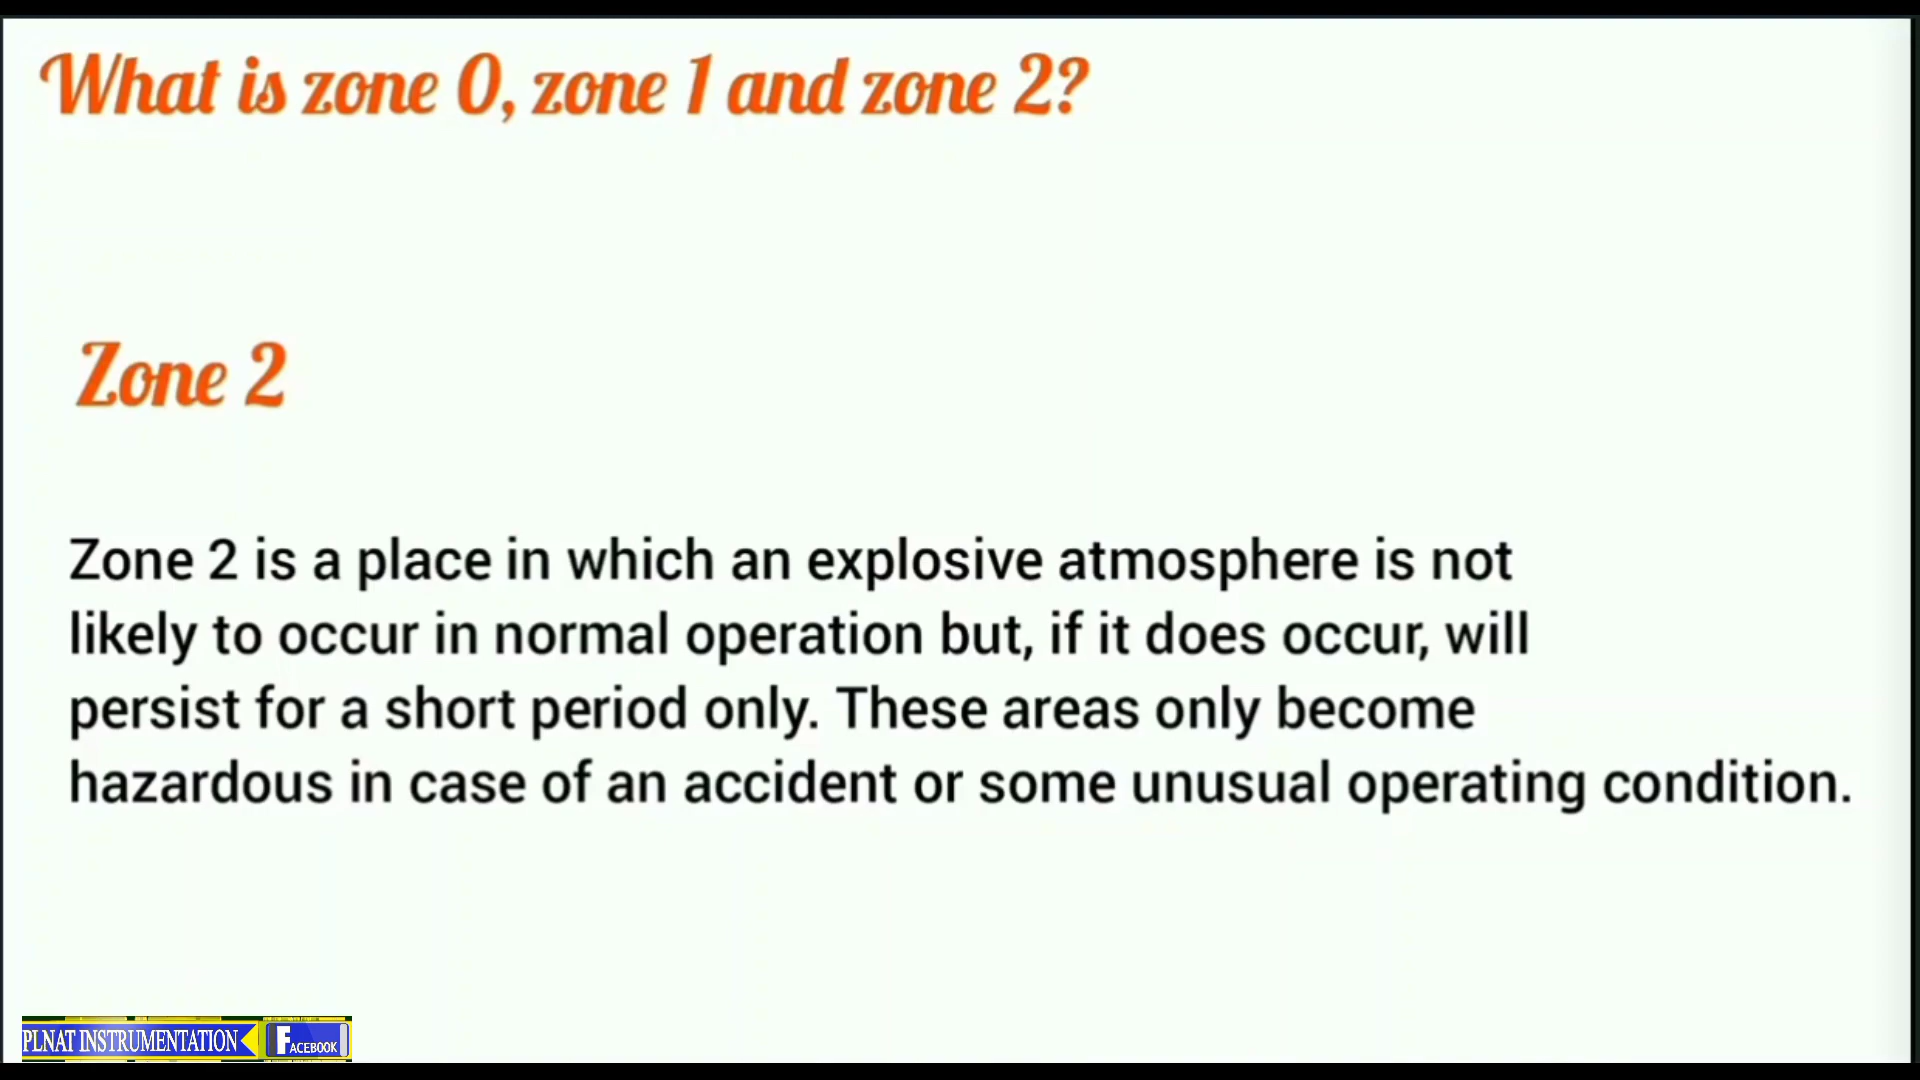 What is zone 0, zone 1 and zone 2?
Zone 2
Zone 2 is a place in which an explosive atmosphere is not
likely to occur in normal operation but, if it does occur, will
persist for a short period only. These areas only become
hazardous in case of an accident or some unusual operating condition.
PLNAT INSTRUMENTATION FACEBOOK